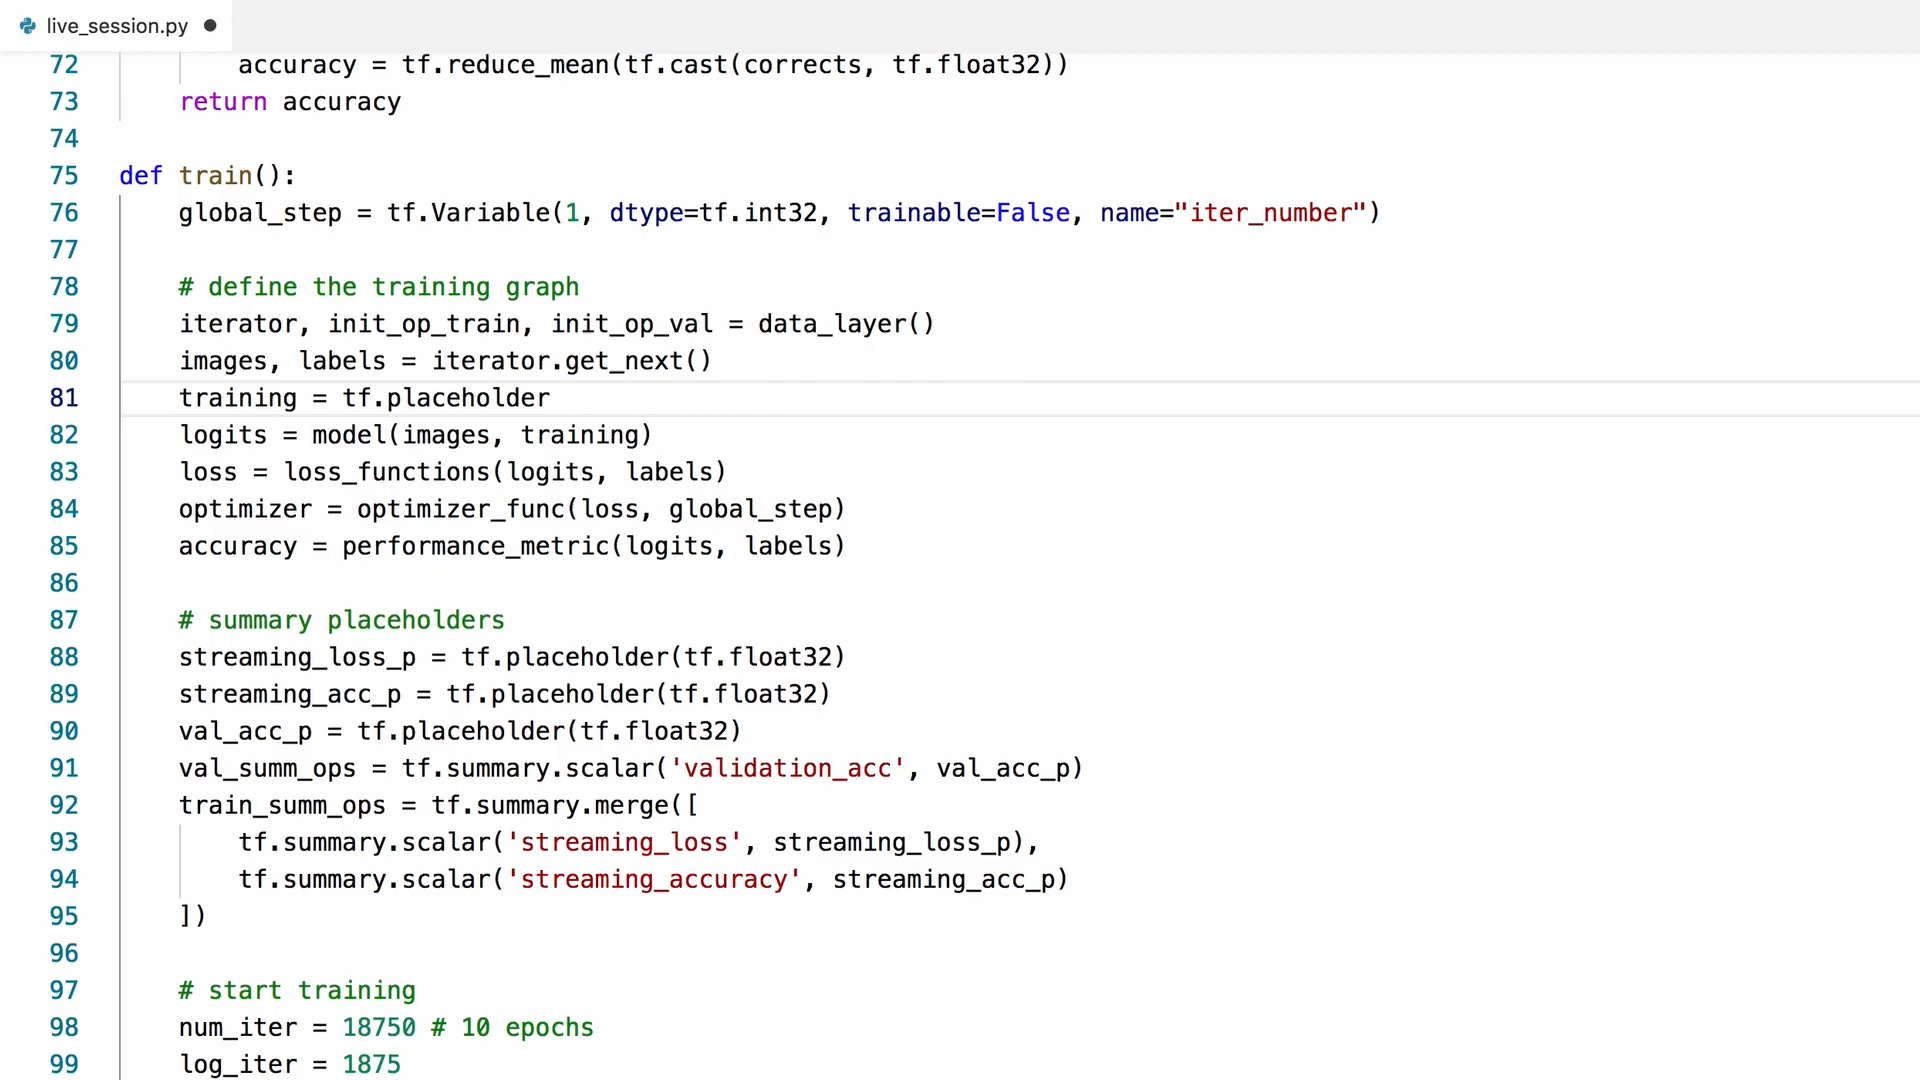 live_session.py
72 accuracy = tf.reduce_mean(tf.cast(corrects, tf.float32))
73 return accuracy
74
75 def train():
76 global_step = tf.Variable(1, dtype=tf.int32, trainable=False, name="iter_number")
77
78 # define the training graph
79 iterator, init_op_train, init_op_val = data_layer()
80 images, labels = iterator.get_next()
81 training = tf.placeholder
82 logits = model(images, training)
83 loss = loss_functions(logits, labels)
84 optimizer = optimizer_func(loss, global_step)
85 accuracy = performance_metric(logits, labels)
86
87 # summary placeholders
88 streaming_loss_p = tf.placeholder(tf.float32)
89 streaming_acc_p = tf.placeholder(tf.float32)
90 val_acc_p = tf.placeholder(tf.float32)
91 val_summ_ops = tf.summary.scalar('validation_acc', val_acc_p)
92 train_summ_ops = tf.summary.merge([
93 tf.summary.scalar('streaming_loss', streaming_loss_p),
94 tf.summary.scalar('streaming_accuracy', streaming_acc_p)
95 ])
96
97 # start training
98 num_iter = 18750 # 10 epochs
99 log_iter = 1875